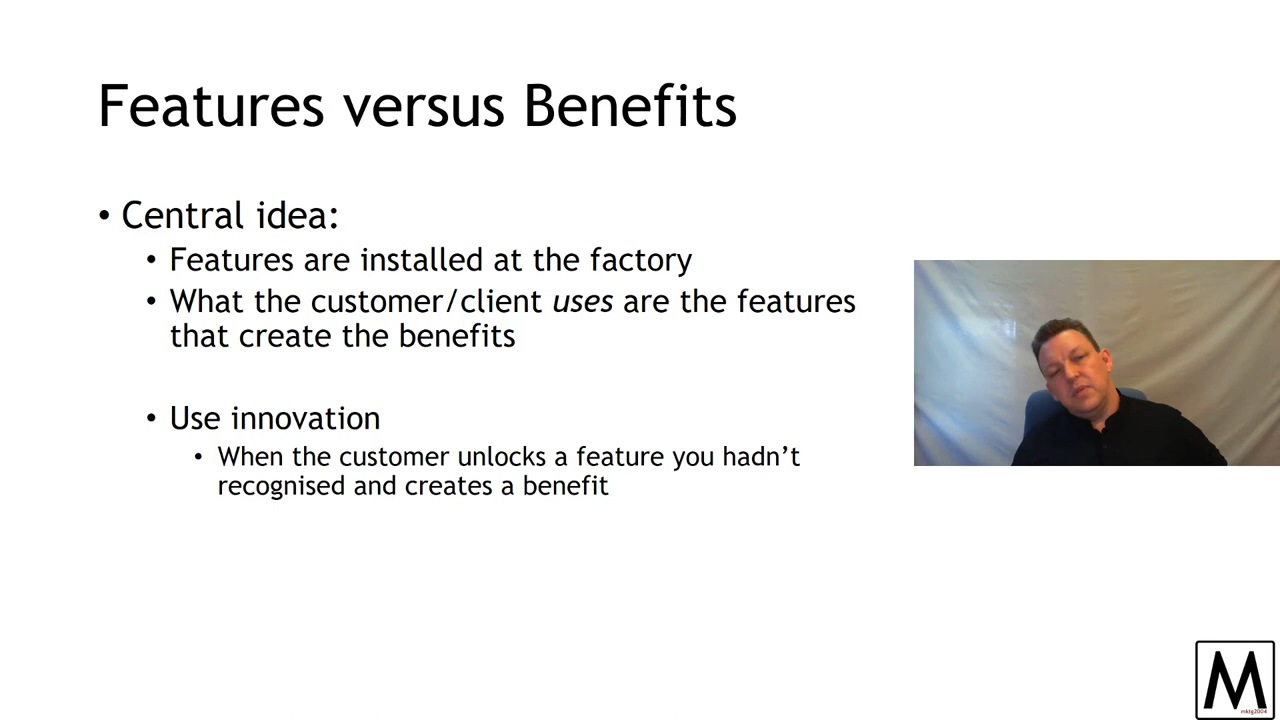 Features versus Benefits
• Central idea:
• Features are installed at the factory
• What the customer/client uses are the features
that create the benefits
• Use innovation
• When the customer unlocks a feature you hadn’t
recognised and creates a benefit
M
mktg2004